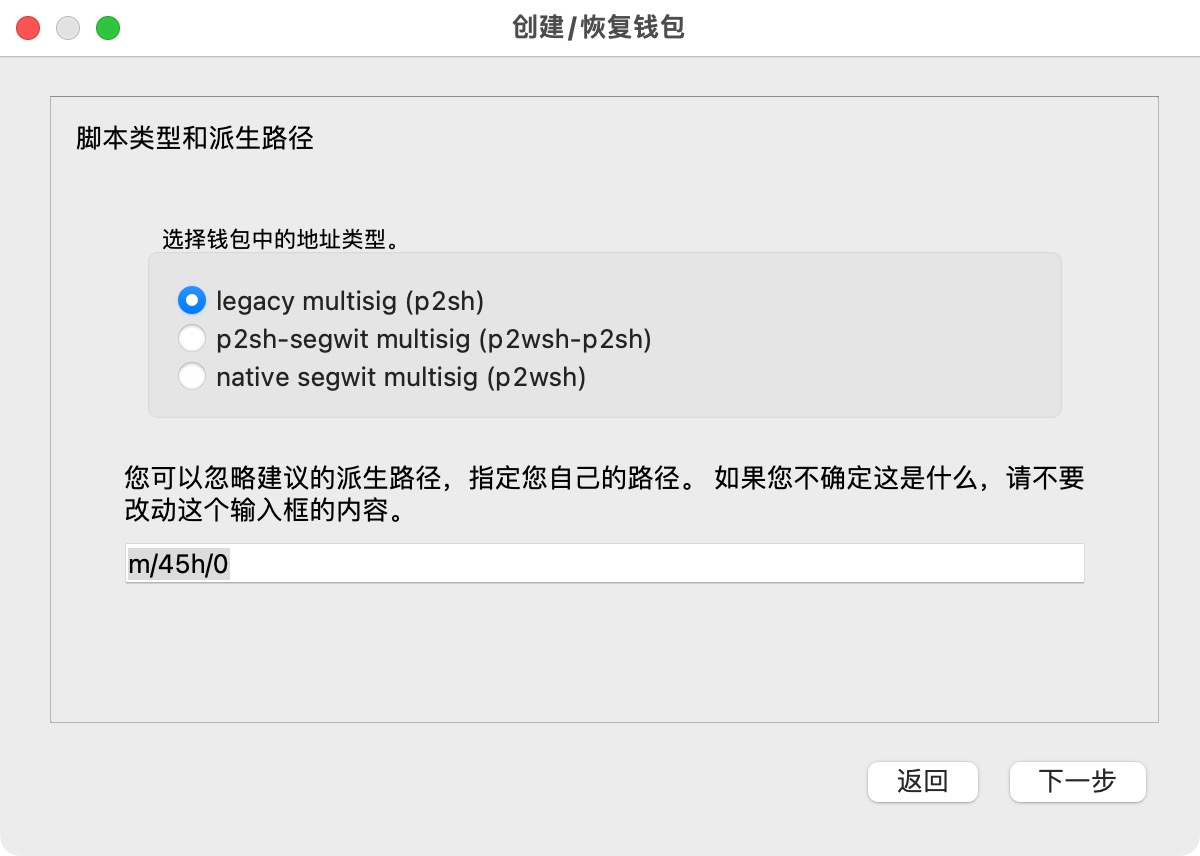 创建/恢复钱包
脚本类型和派生路径
选择钱包中的地址类型。
legacy multisig (p2sh)
p2sh-segwit multisig (p2wsh-p2sh)
native segwit multisig (p2wsh)
您可以忽略建议的派生路径，指定您自己的路径。 如果您不确定这是什么，请不要
改动这个输入框的内容。
m/45h/0
返回
下一步